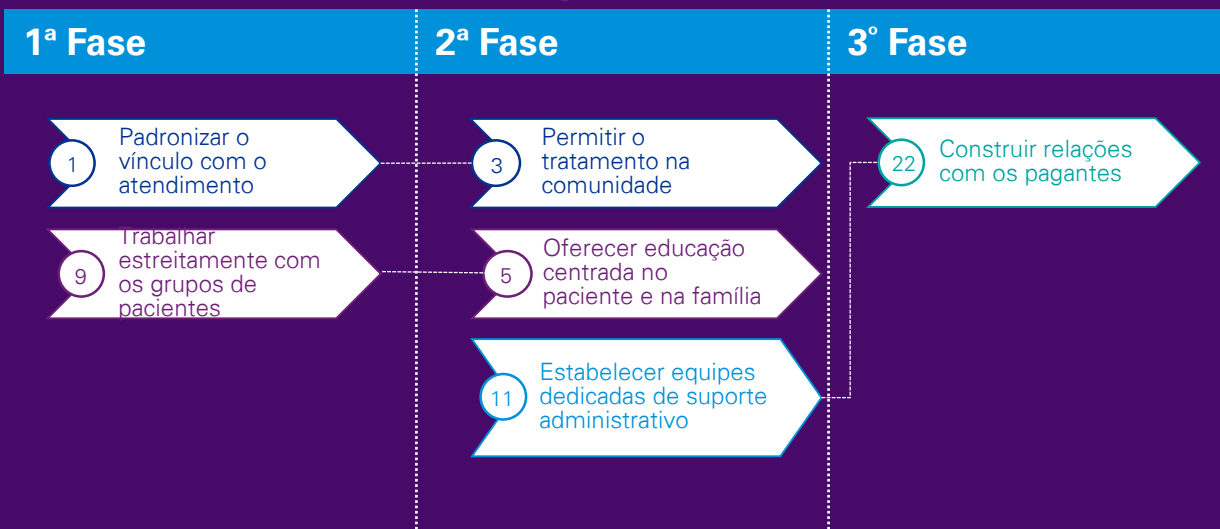 1ª Fase
2ª Fase
3º Fase
1
Padronizar o
vínculo com o
atendimento
9
Trabalhar
estreitamente com
os grupos de
pacientes
3
Permitir o
tratamento na
comunidade
5
Oferecer educação
centrada no
paciente e na família
11
Estabelecer equipes
dedicadas de suporte
administrativo
22
Construir relações
com os pagantes